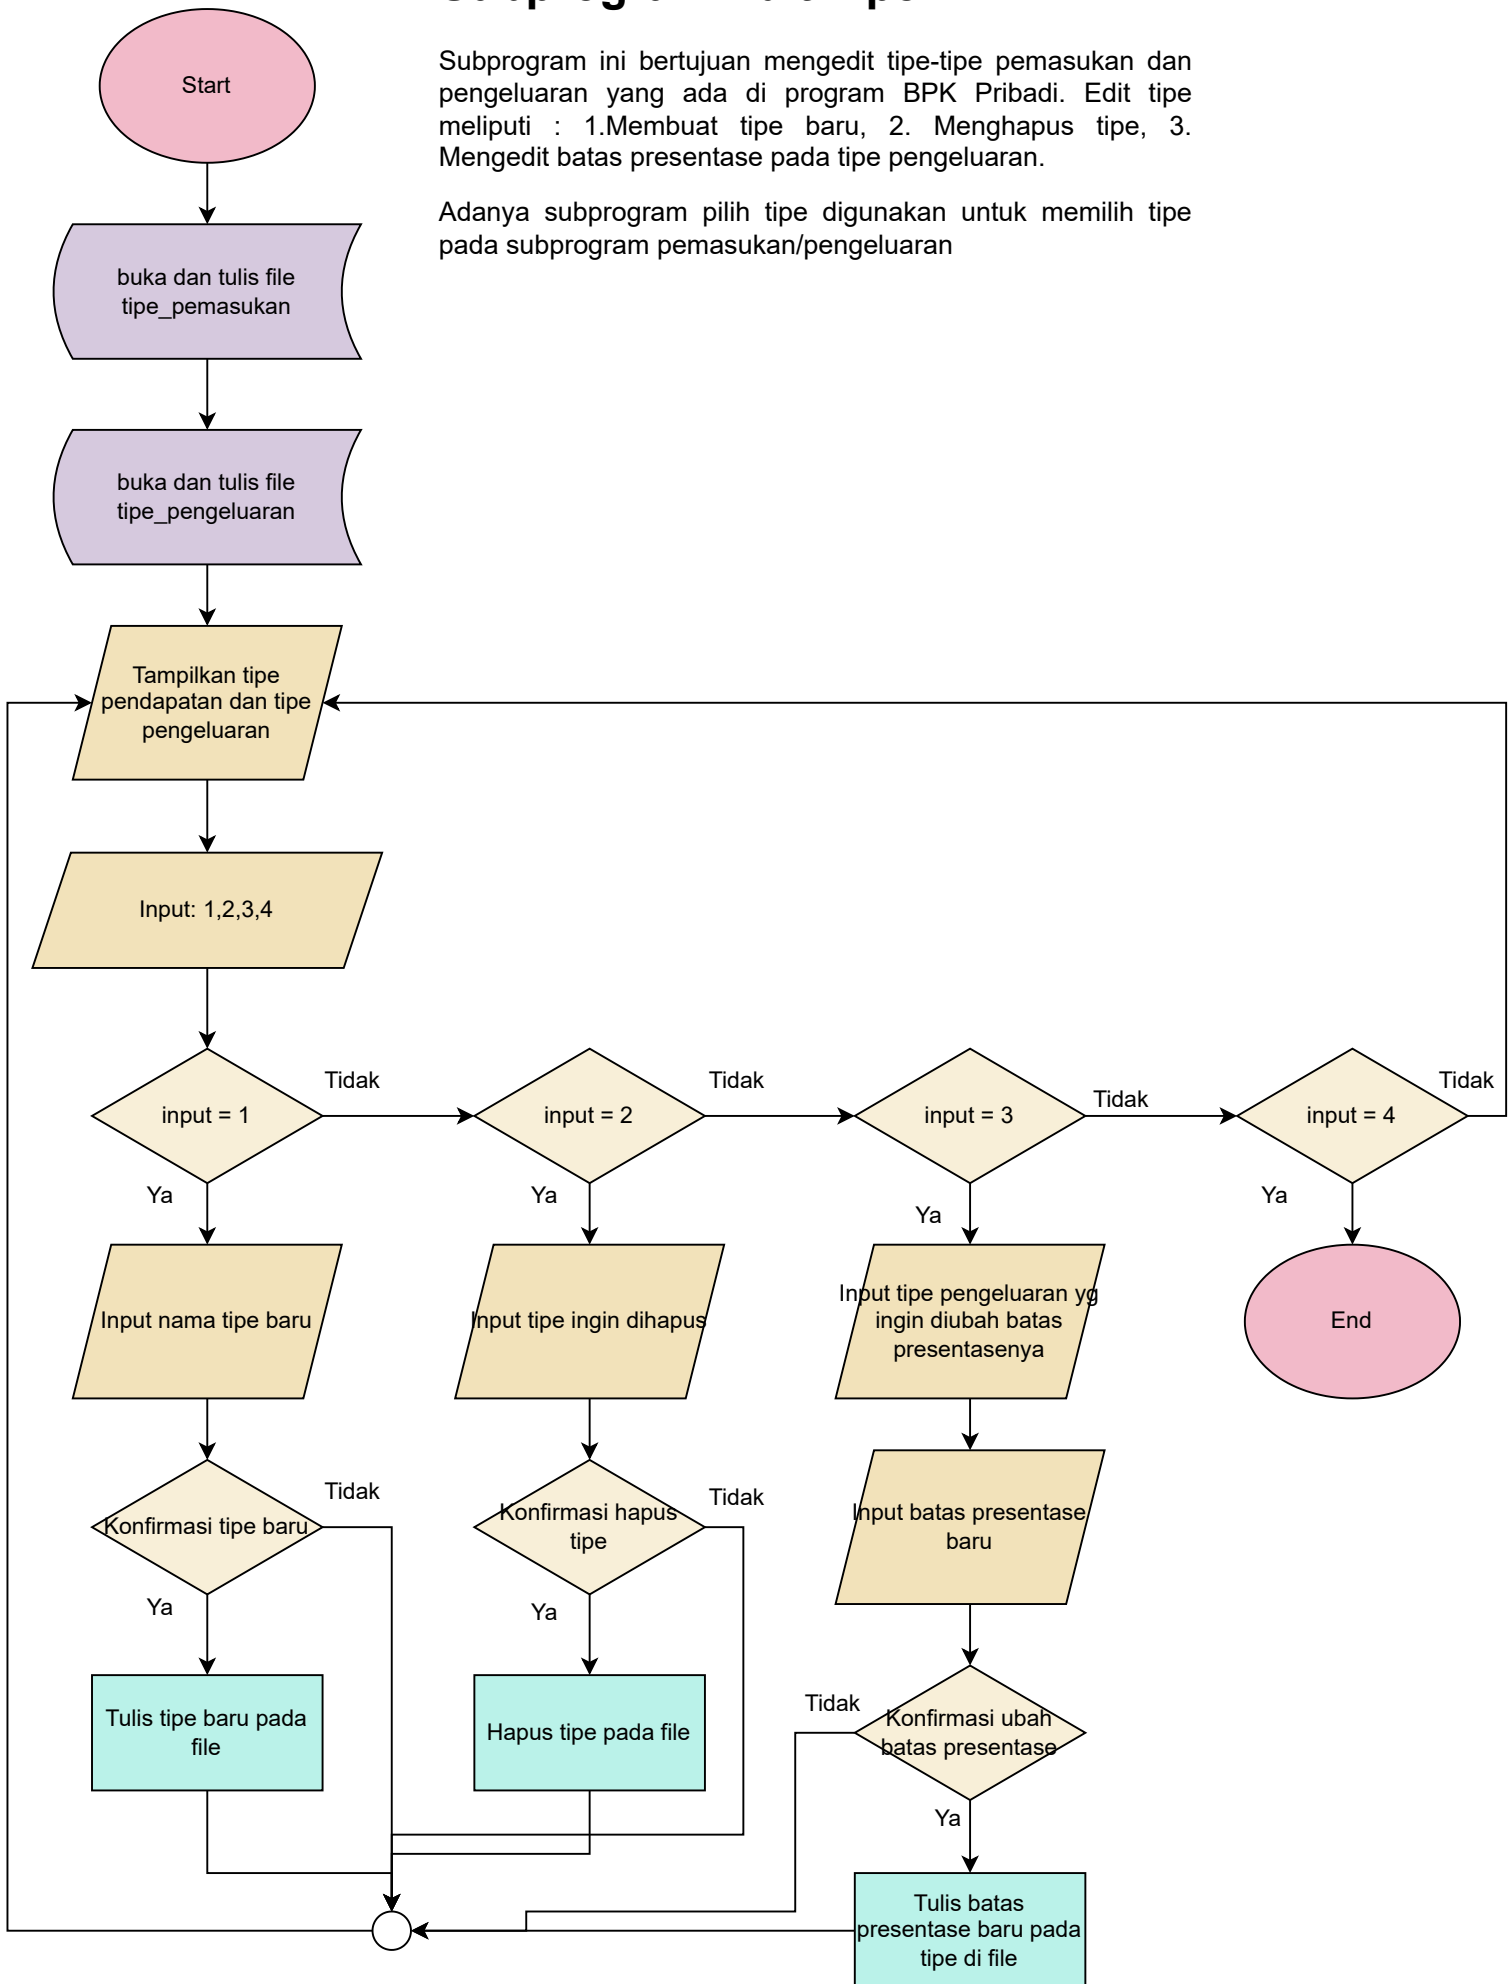 Start
Subprogram ini bertujuan mengedit tipe-tipe pemasukan dan
pengeluaran yang ada di program BPK Pribadi. Edit tipe
meliputi : 1.Membuat tipe baru, 2. Menghapus tipe, 3.
Mengedit batas presentase pada tipe pengeluaran.
Adanya subprogram pilih tipe digunakan untuk memilih tipe
pada subprogram pemasukan/pengeluaran
buka dan tulis file
tipe_pemasukan
buka dan tulis file
tipe_pengeluaran
Tampilkan tipe
pendapatan dan tipe
pengeluaran
Input: 1,2,3,4
input = 1
Tidak
input = 2
Tidak
input = 3
Tidak
input = 4
Tidak
Ya
Ya
Ya
Ya
Input nama tipe baru
Input tipe ingin dihapus
Input tipe pengeluaran yg
ingin diubah batas
presentasenya
End
Konfirmasi tipe baru
Tidak
Konfirmasi hapus
tipe
Tidak
Input batas presentase
baru
Ya
Ya
Tulis tipe baru pada
file
Hapus tipe pada file
Tidak
Konfirmasi ubah
batas presentase
Ya
Tulis batas
presentase baru pada
tipe di file